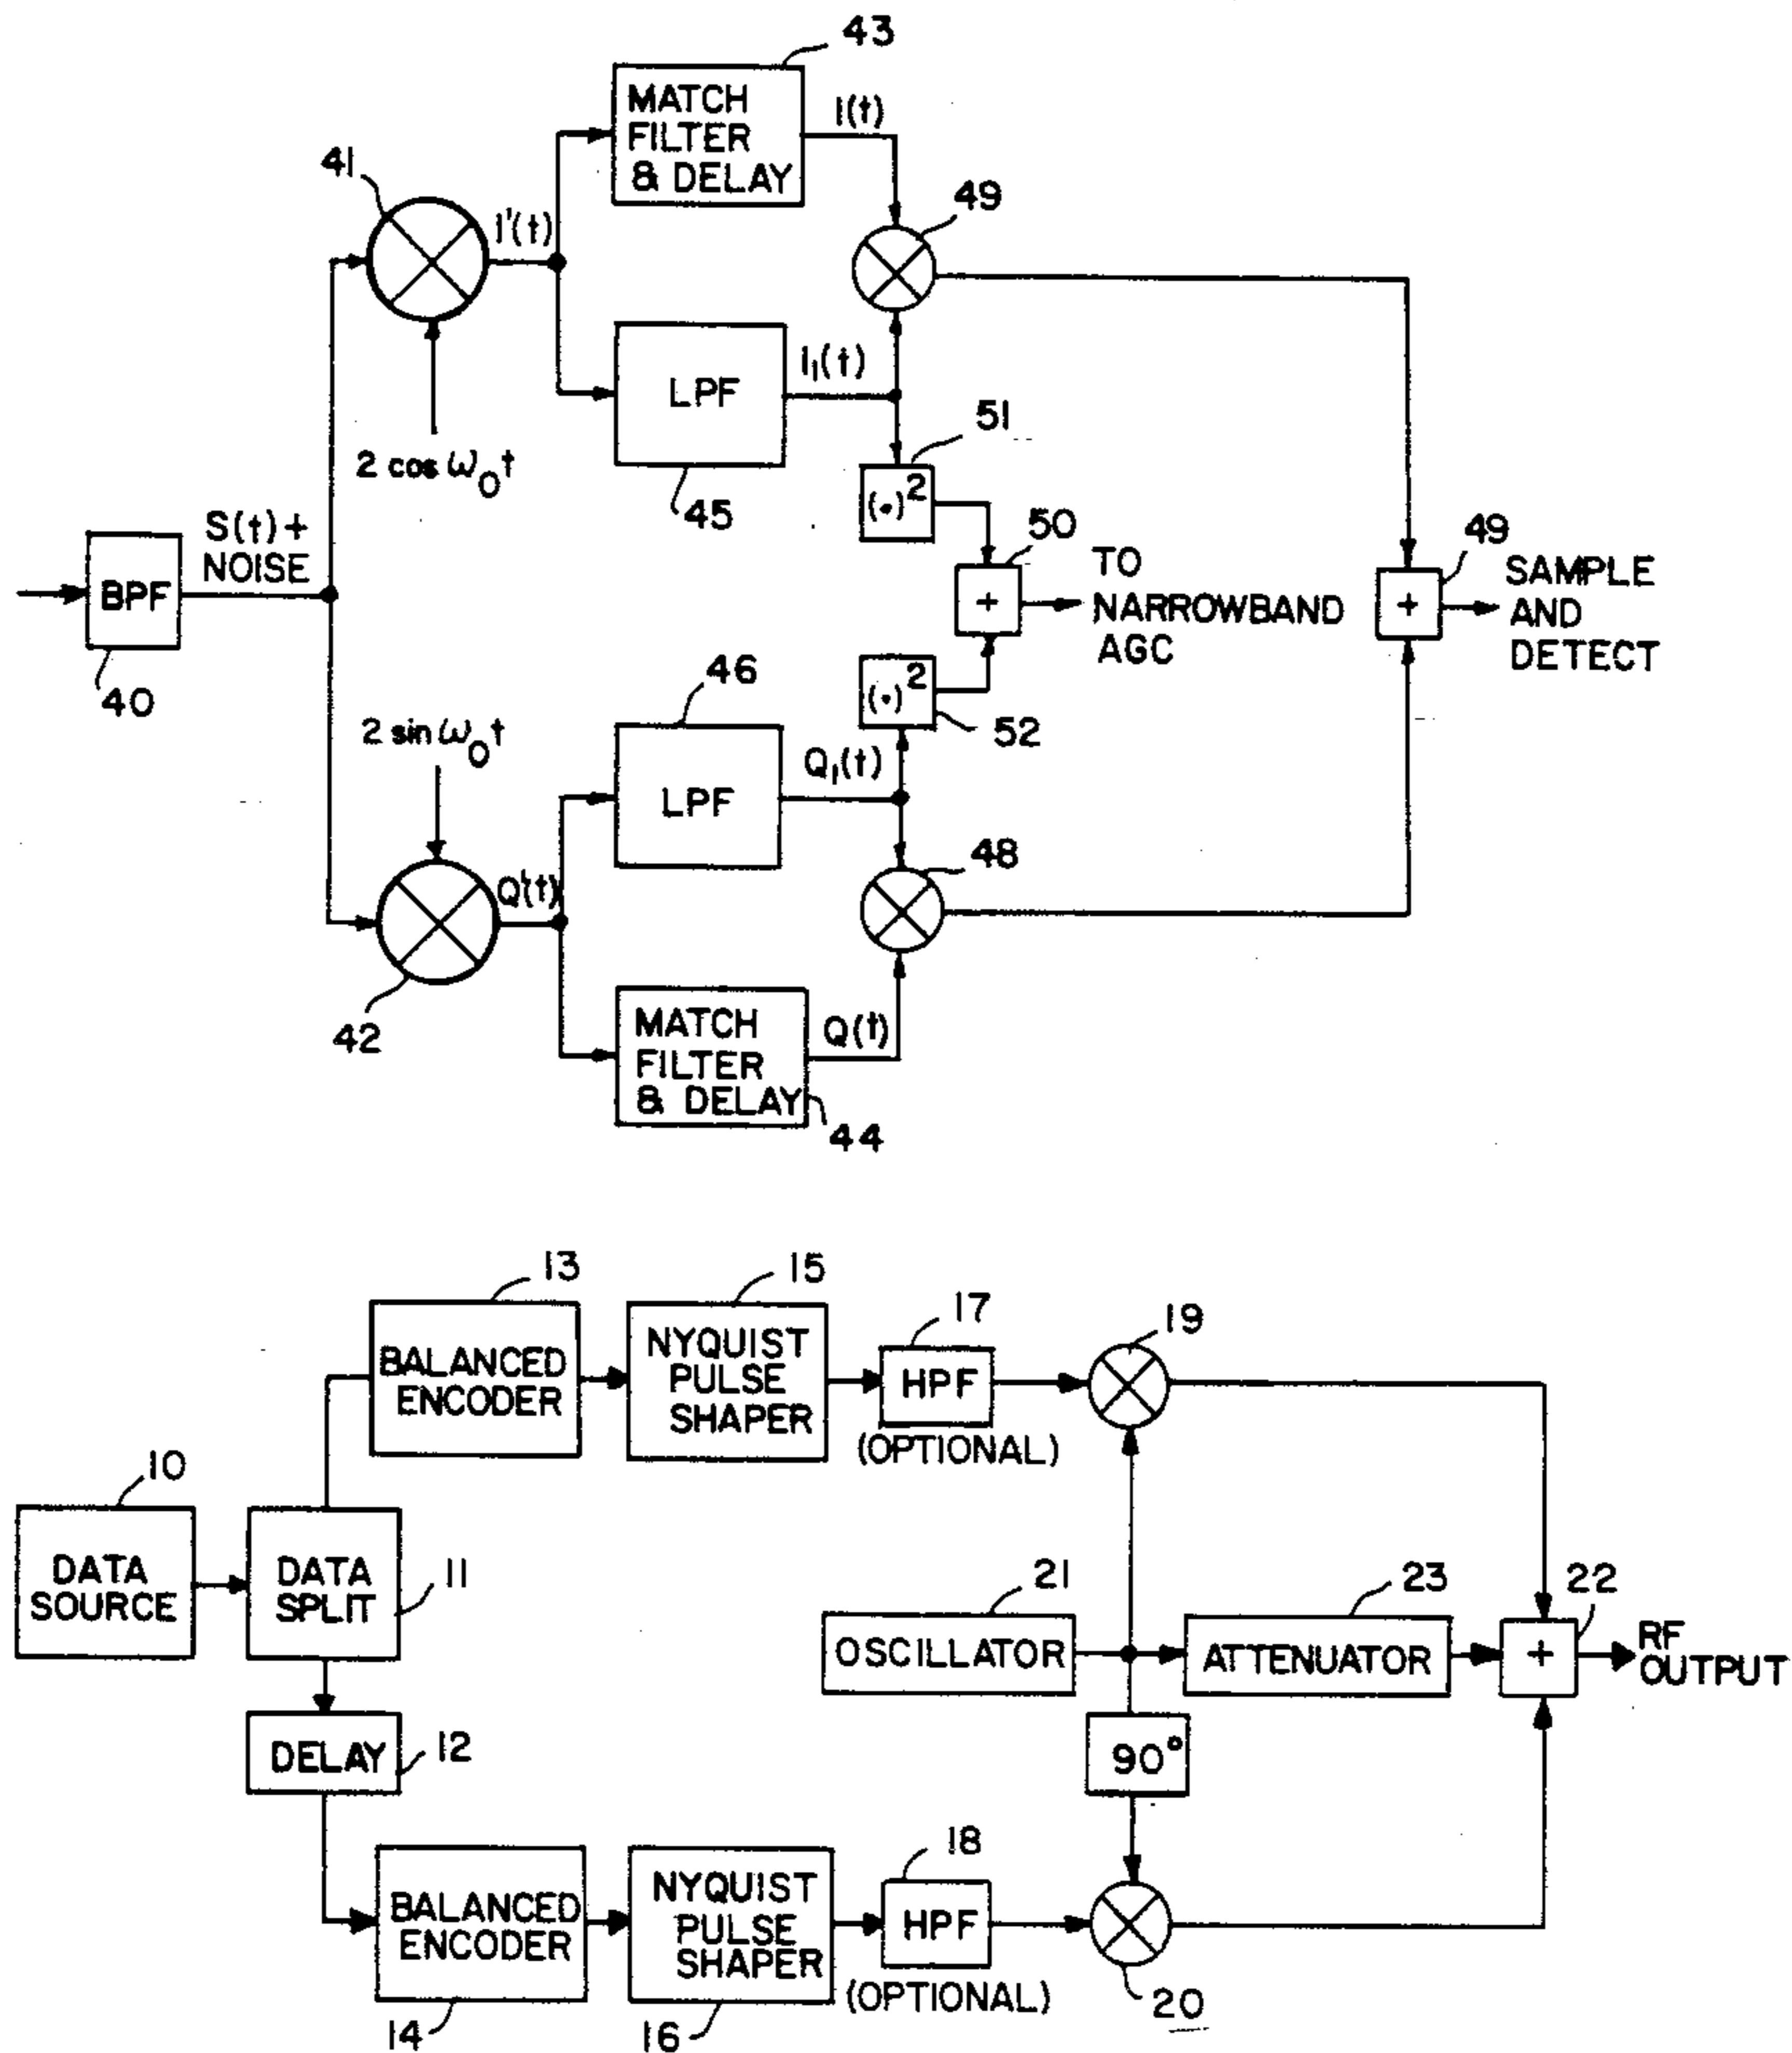 43
MATCH
FILTER
& DELAY
I(t)
41
I'(t)
49
LPF
I₁(t)
2 cos ω₀t
45
51
(•)²
S(t) +
NOISE
BPF
40
50
+
TO
NARROWBAND
AGC
49
+
SAMPLE
AND
DETECT
46
(•)²
52
2 sin ω₀t
LPF
Q₁(t)
48
Q'(t)
42
MATCH
FILTER
& DELAY
Q(t)
44
13
BALANCED
ENCODER
15
NYQUIST
PULSE
SHAPER
17
HPF
(OPTIONAL)
19
10
DATA
SOURCE
DATA
SPLIT
11
21
OSCILLATOR
23
ATTENUATOR
22
+
RF
OUTPUT
DELAY
12
90°
BALANCED
ENCODER
14
NYQUIST
PULSE
SHAPER
16
18
HPF
(OPTIONAL)
20